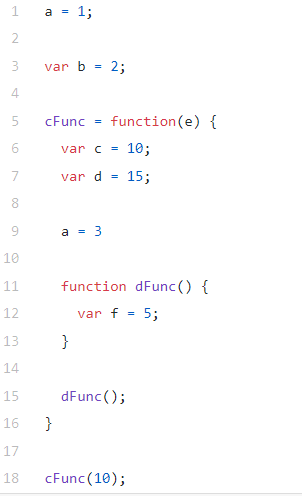 1 a = 1;
2
3 var b = 2;
4
5 cFunc = function(e) {
6   var c = 10;
7   var d = 15;
8
9   a = 3
10
11   function dFunc() {
12     var f = 5;
13   }
14
15   dFunc();
16 }
17
18 cFunc(10);